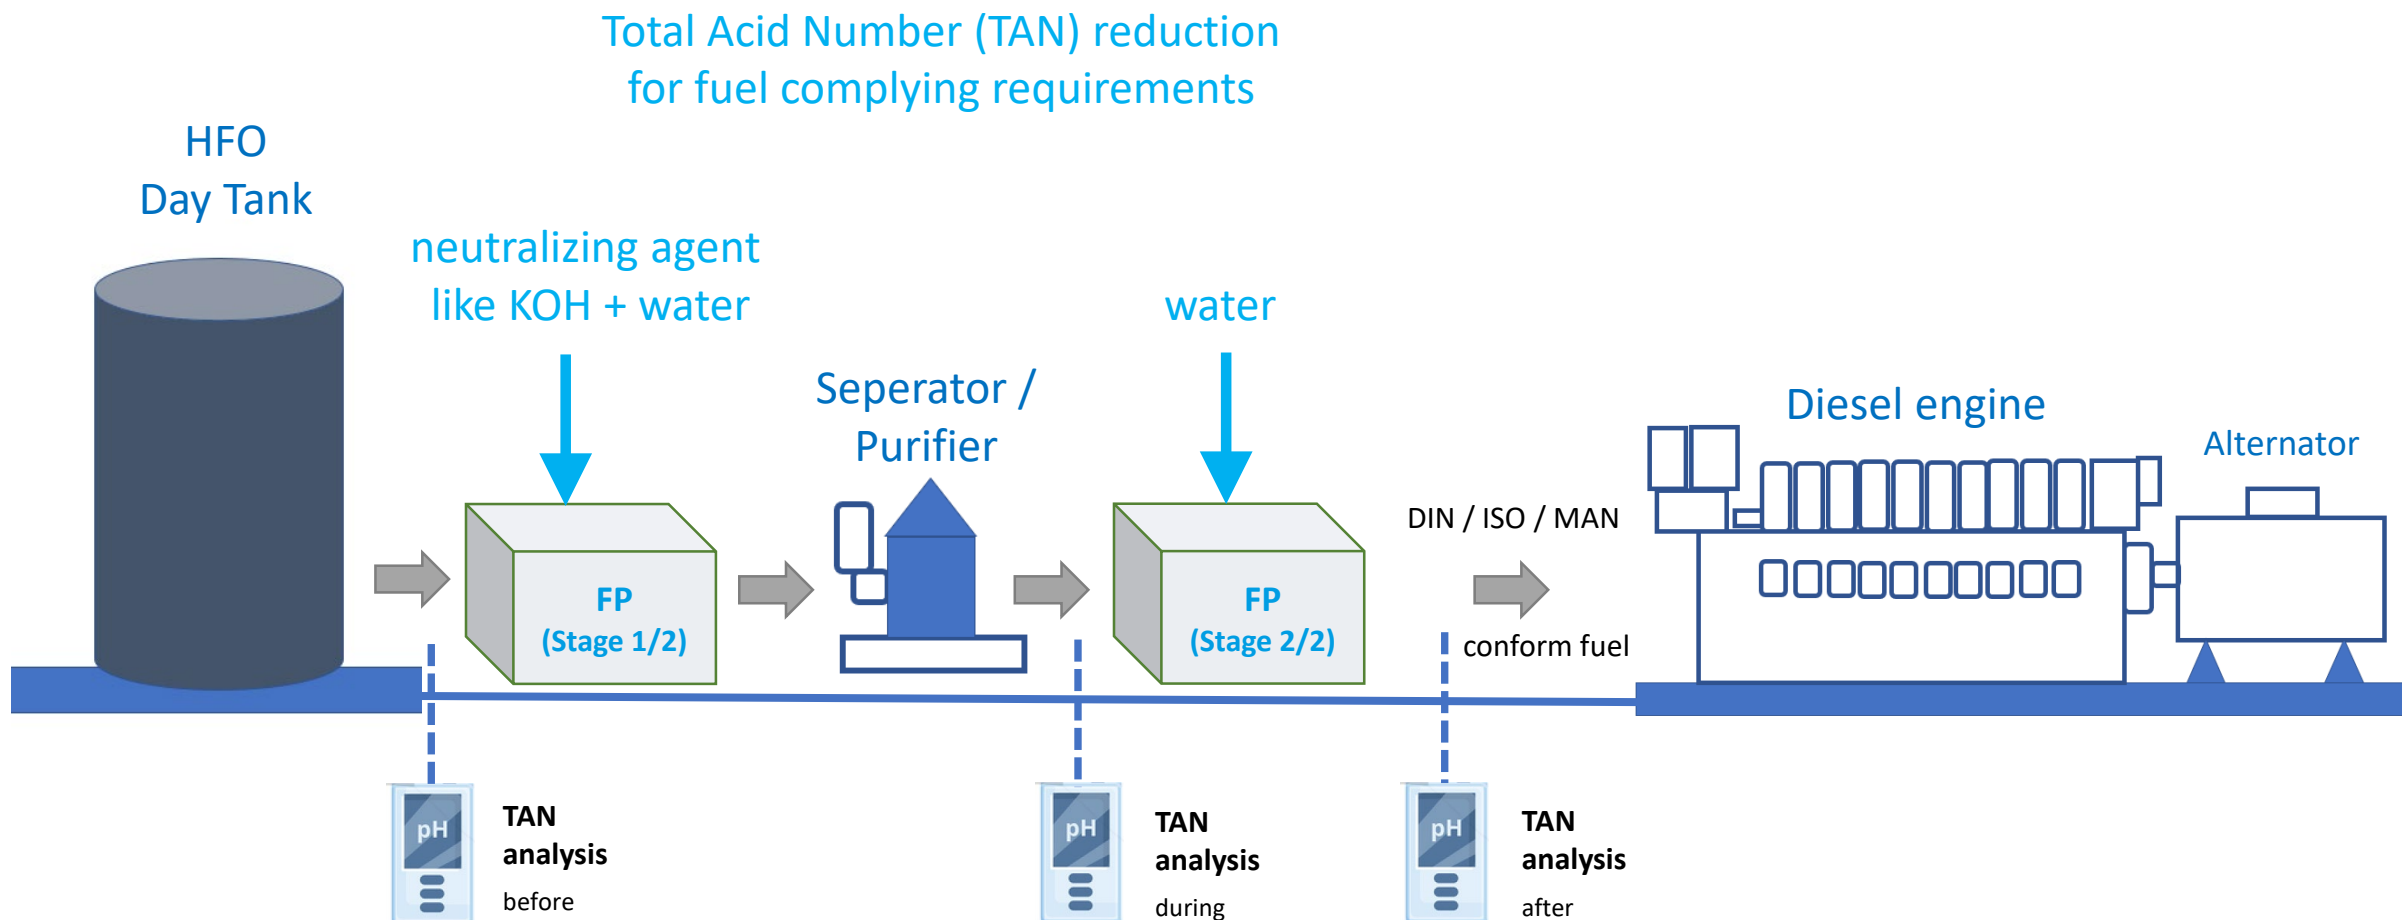 Total Acid Number (TAN) reduction
for fuel complying requirements
HFO
Day Tank
neutralizing agent
like KOH + water
water
Seperator /
Purifier
Diesel engine
Alternator
FP
(Stage 1/2)
FP
(Stage 2/2)
DIN / ISO / MAN
conform fuel
pH
TAN
analysis
before
pH
TAN
analysis
during
pH
TAN
analysis
after